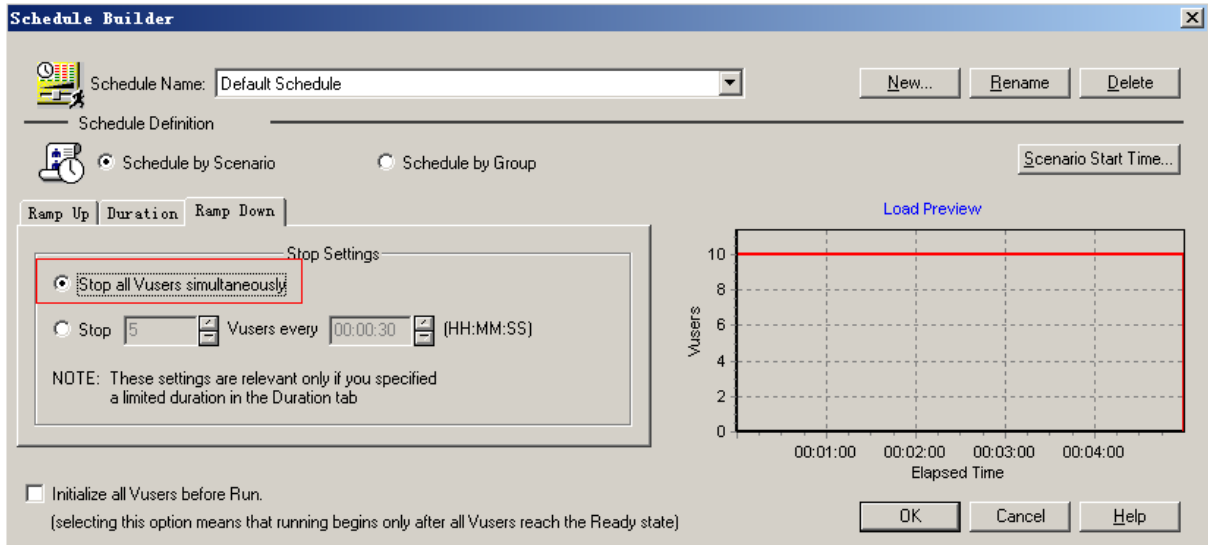 Schedule Builder
Schedule Name: Default Schedule New... Rename Delete
Schedule Definition
Schedule by Scenario Schedule by Group Scenario Start Time...
Ramp Up Duration Ramp Down
Stop Settings
Stop all Vusers simultaneously
Stop 5 Vusers every 00:00:30 (HH:MM:SS)
NOTE: These settings are relevant only if you specified
a limited duration in the Duration tab
Load Preview
Vusers
10
8
6
4
2
0
00:01:00 00:02:00 00:03:00 00:04:00
Elapsed Time
Initialize all Vusers before Run.
(selecting this option means that running begins only after all Vusers reach the Ready state)
OK Cancel Help